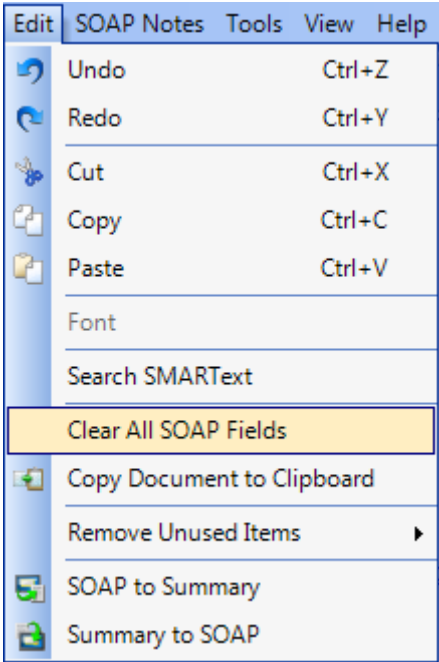 Edit SOAP Notes Tools View Help
Undo Ctrl+Z
Redo Ctrl+Y
Cut Ctrl+X
Copy Ctrl+C
Paste Ctrl+V
Font
Search SMARText
Clear All SOAP Fields
Copy Document to Clipboard
Remove Unused Items
SOAP to Summary
Summary to SOAP